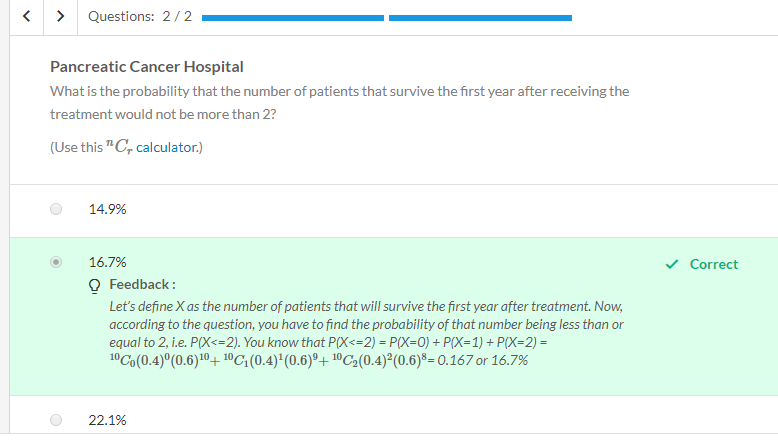 Questions: 2 / 2
Pancreatic Cancer Hospital
What is the probability that the number of patients that survive the first year after receiving the
treatment would not be more than 2?
(Use this ⁿCᵣ calculator.)
14.9%
16.7%
Correct
Feedback :
Let's define X as the number of patients that will survive the first year after treatment. Now,
according to the question, you have to find the probability of that number being less than or
equal to 2, i.e. P(X<=2). You know that P(X<=2) = P(X=0) + P(X=1) + P(X=2) =
¹⁰C₀(0.4)⁰(0.6)¹⁰+ ¹⁰C₁(0.4)¹(0.6)⁹+ ¹⁰C₂(0.4)²(0.6)⁸= 0.167 or 16.7%
22.1%